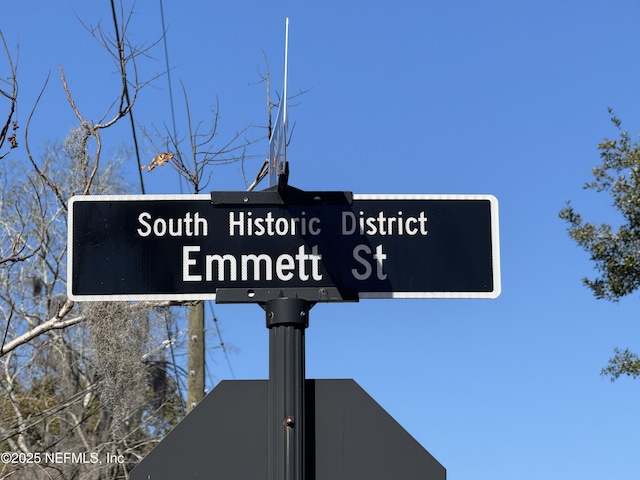 South Historic District
Emmett St
©2025 NEFMLS, Inc